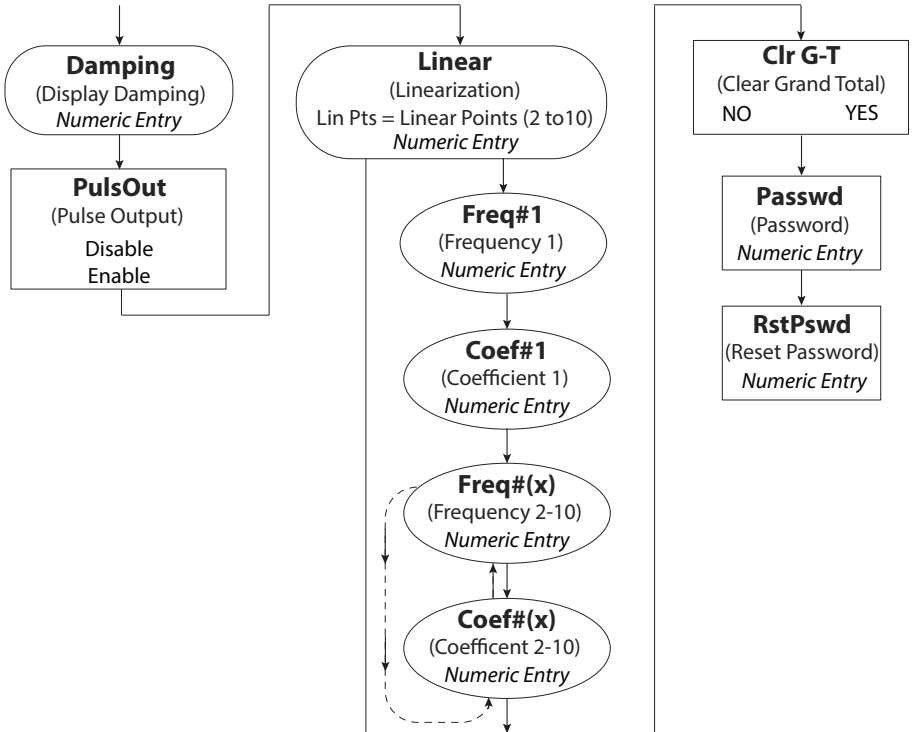 Damping
(Display Damping)
Numeric Entry
PulsOut
(Pulse Output)
Disable
Enable
Linear
(Linearization)
Lin Pts = Linear Points (2 to10)
Numeric Entry
Freq#1
(Frequency 1)
Numeric Entry
Coef#1
(Coefficient 1)
Numeric Entry
Freq#(x)
(Frequency 2-10)
Numeric Entry
Coef#(x)
(Coefficent 2-10)
Numeric Entry
Clr G-T
(Clear Grand Total)
NO YES
Passwd
(Password)
Numeric Entry
RstPswd
(Reset Password)
Numeric Entry